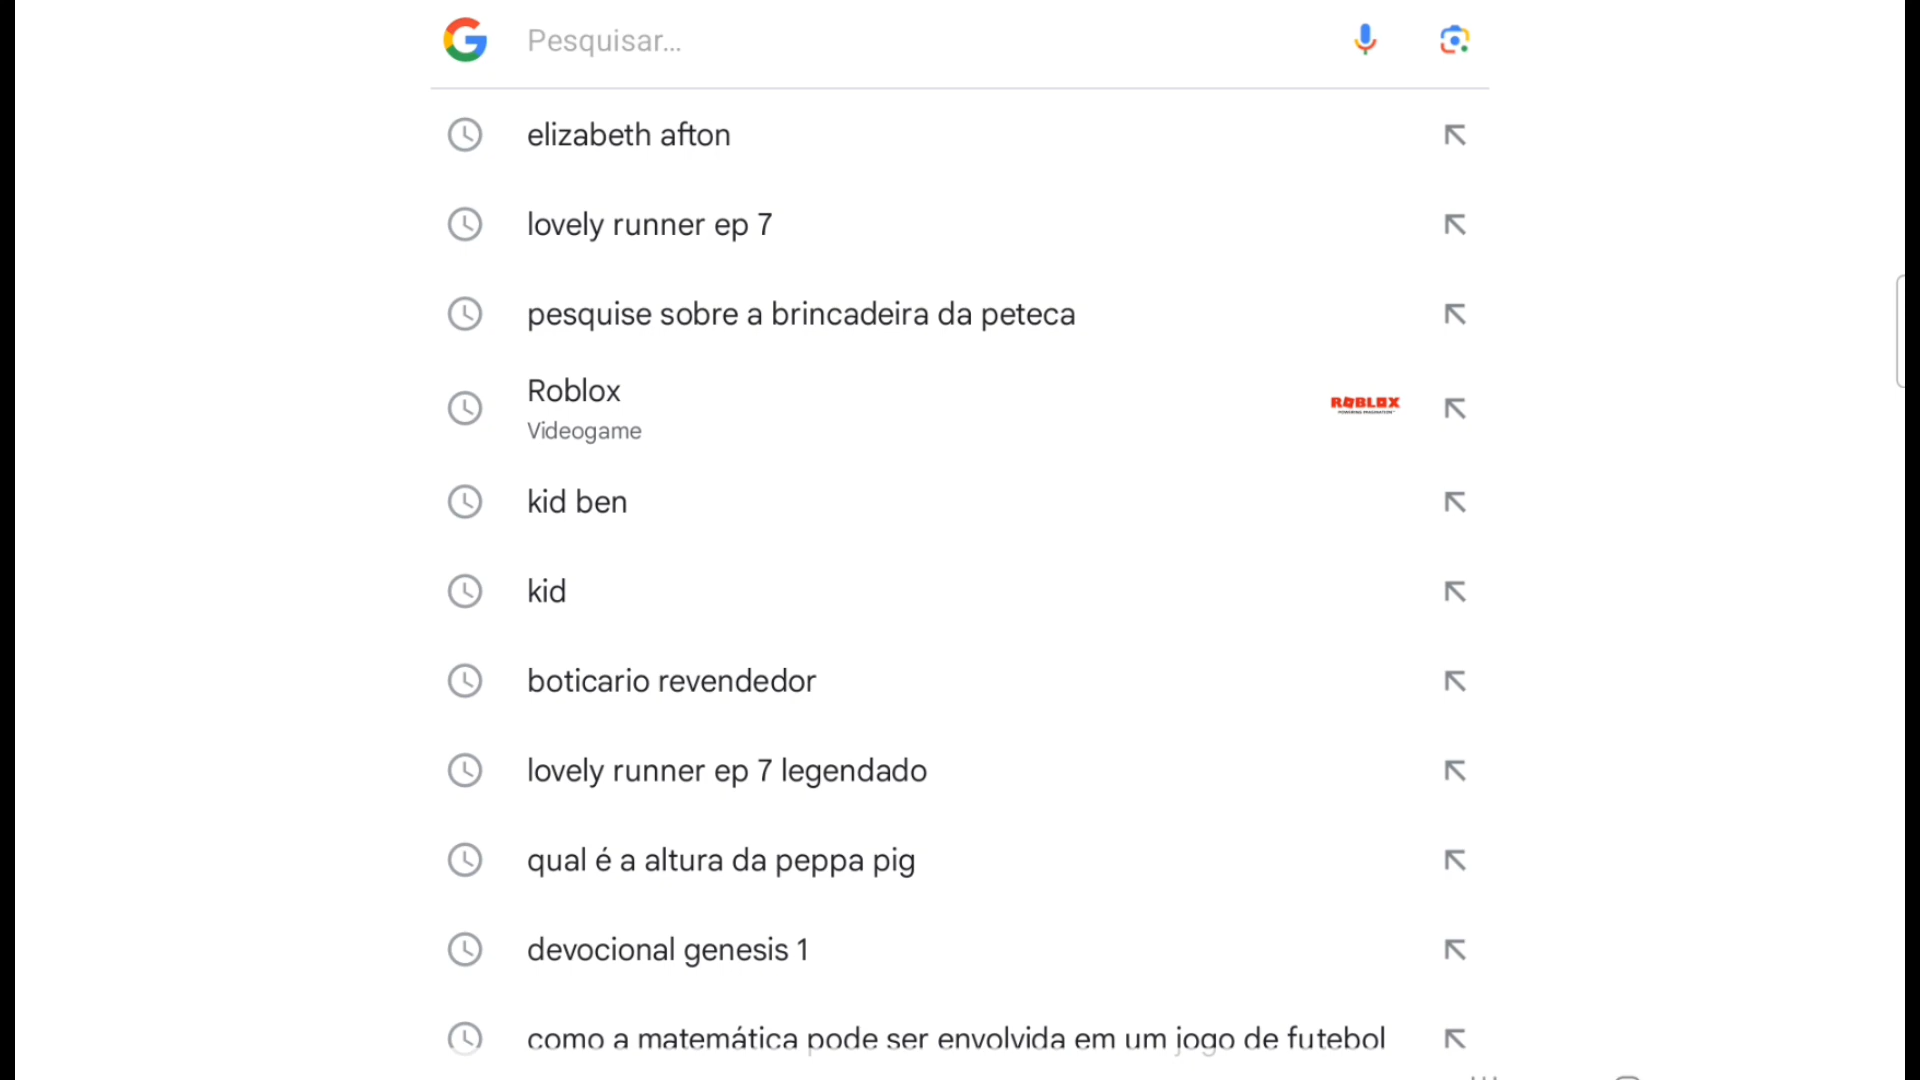 Pesquisar...
elizabeth afton
lovely runner ep 7
pesquise sobre a brincadeira da peteca
Roblox
Videogame
ROBLOX
kid ben
kid
boticario revendedor
lovely runner ep 7 legendado
qual é a altura da peppa pig
devocional genesis 1
como a matemática pode ser envolvida em um jogo de futebol